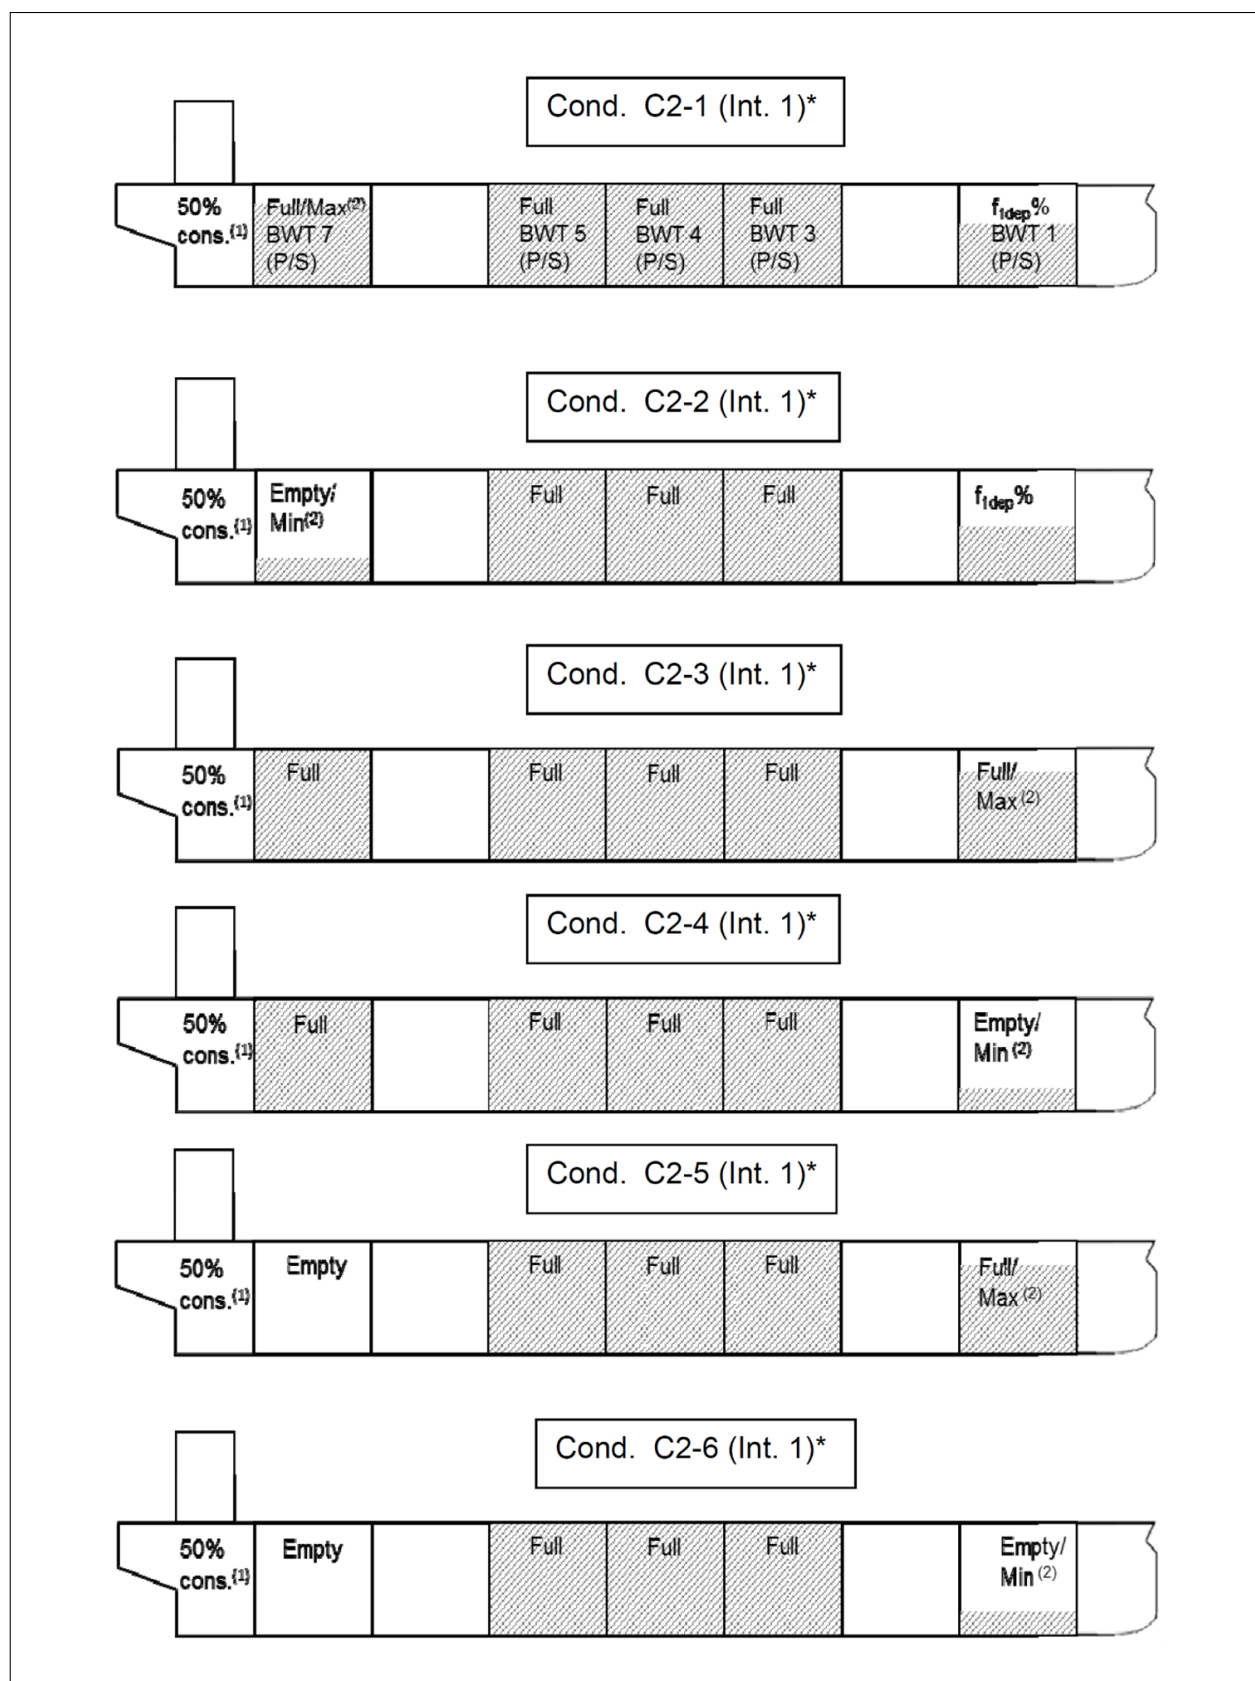 Cond. C2-1 (Int. 1)*
50% cons.(1)
Full/Max(2) BWT 7 (P/S)
Full BWT 5 (P/S)
Full BWT 4 (P/S)
Full BWT 3 (P/S)
f1dep% BWT 1 (P/S)
Cond. C2-2 (Int. 1)*
50% cons.(1)
Empty/ Min(2)
Full
Full
Full
f1dep%
Cond. C2-3 (Int. 1)*
50% cons.(1)
Full
Full
Full
Full
Full/ Max(2)
Cond. C2-4 (Int. 1)*
50% cons.(1)
Full
Full
Full
Full
Empty/ Min(2)
Cond. C2-5 (Int. 1)*
50% cons.(1)
Empty
Full
Full
Full
Full/ Max(2)
Cond. C2-6 (Int. 1)*
50% cons.(1)
Empty
Full
Full
Full
Empty/ Min(2)